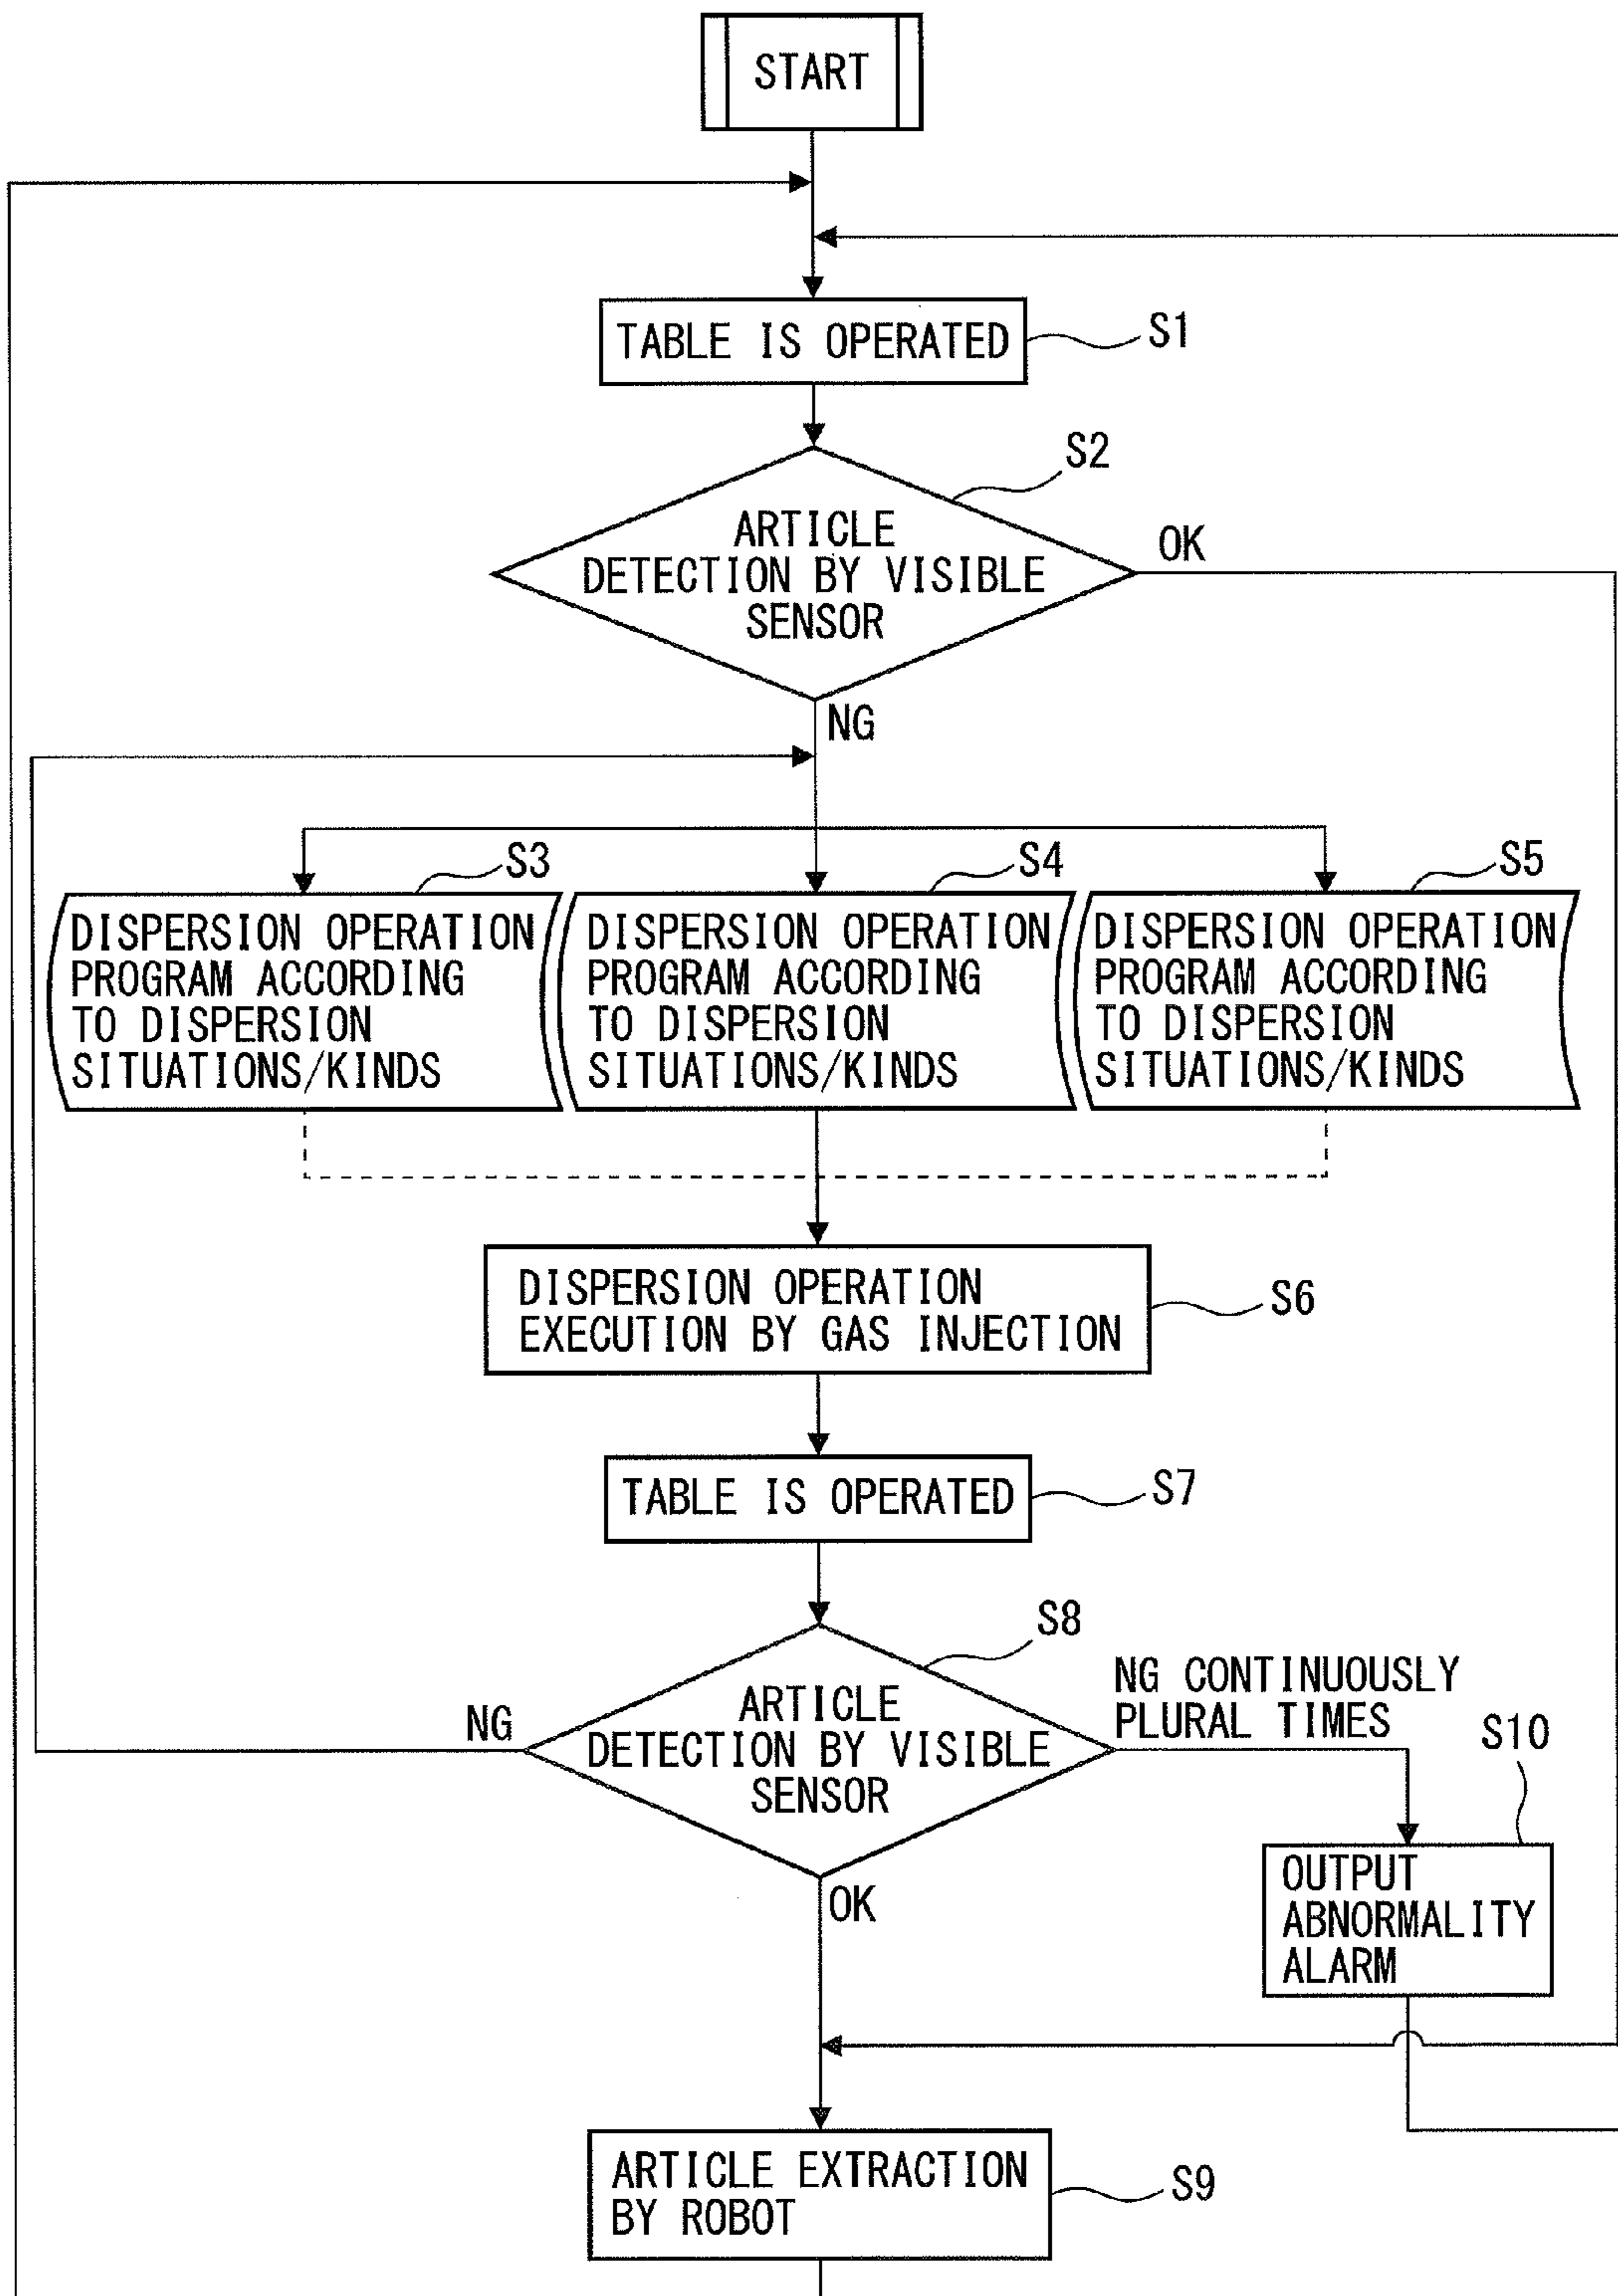 START
TABLE IS OPERATED
S1
S2
ARTICLE
DETECTION BY VISIBLE
SENSOR
OK
NG
S3
S4
S5
DISPERSION OPERATION
PROGRAM ACCORDING
TO DISPERSION
SITUATIONS/KINDS
DISPERSION OPERATION
PROGRAM ACCORDING
TO DISPERSION
SITUATIONS/KINDS
DISPERSION OPERATION
PROGRAM ACCORDING
TO DISPERSION
SITUATIONS/KINDS
DISPERSION OPERATION
EXECUTION BY GAS INJECTION
S6
TABLE IS OPERATED
S7
S8
ARTICLE
DETECTION BY VISIBLE
SENSOR
NG
NG CONTINUOUSLY
PLURAL TIMES
S10
OK
OUTPUT
ABNORMALITY
ALARM
ARTICLE EXTRACTION
BY ROBOT
S9